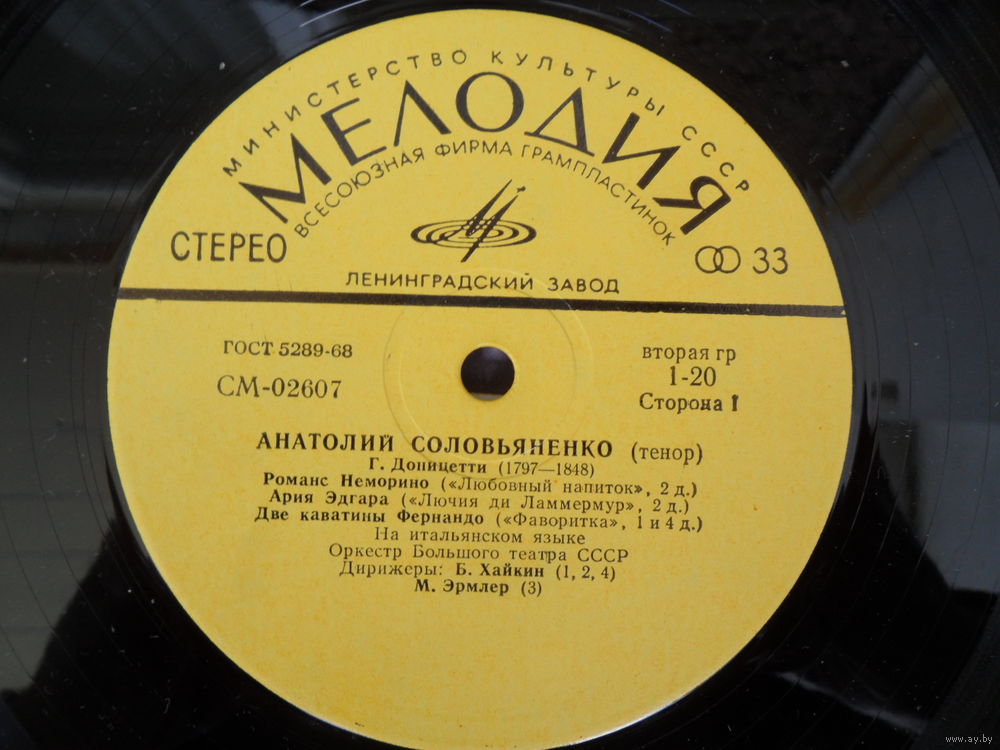 МИНИСТЕРСТВО КУЛЬТУРЫ СССР
МЕЛОДИЯ
ВСЕСОЮЗНАЯ ФИРМА ГРАМПЛАСТИНОК
СТЕРЕО
33
ЛЕНИНГРАДСКИЙ ЗАВОД
ГОСТ 5289-68
вторая гр
СМ-02607
1-20
Сторона 1
АНАТОЛИЙ СОЛОВЬЯНЕНКО (тенор)
Г. Доницетти (1797—1848)
Романс Неморино («Любовный напиток», 2 д.)
Ария Эдгара («Лючия ди Ламмермур», 2 д.)
Две каватины Фернандо («Фаворитка», 1 и 4 д.)
На итальянском языке
Оркестр Большого театра СССР
Дирижеры: Б. Хайкин (1, 2, 4)
М. Эрмлер (3)
www.ay.by